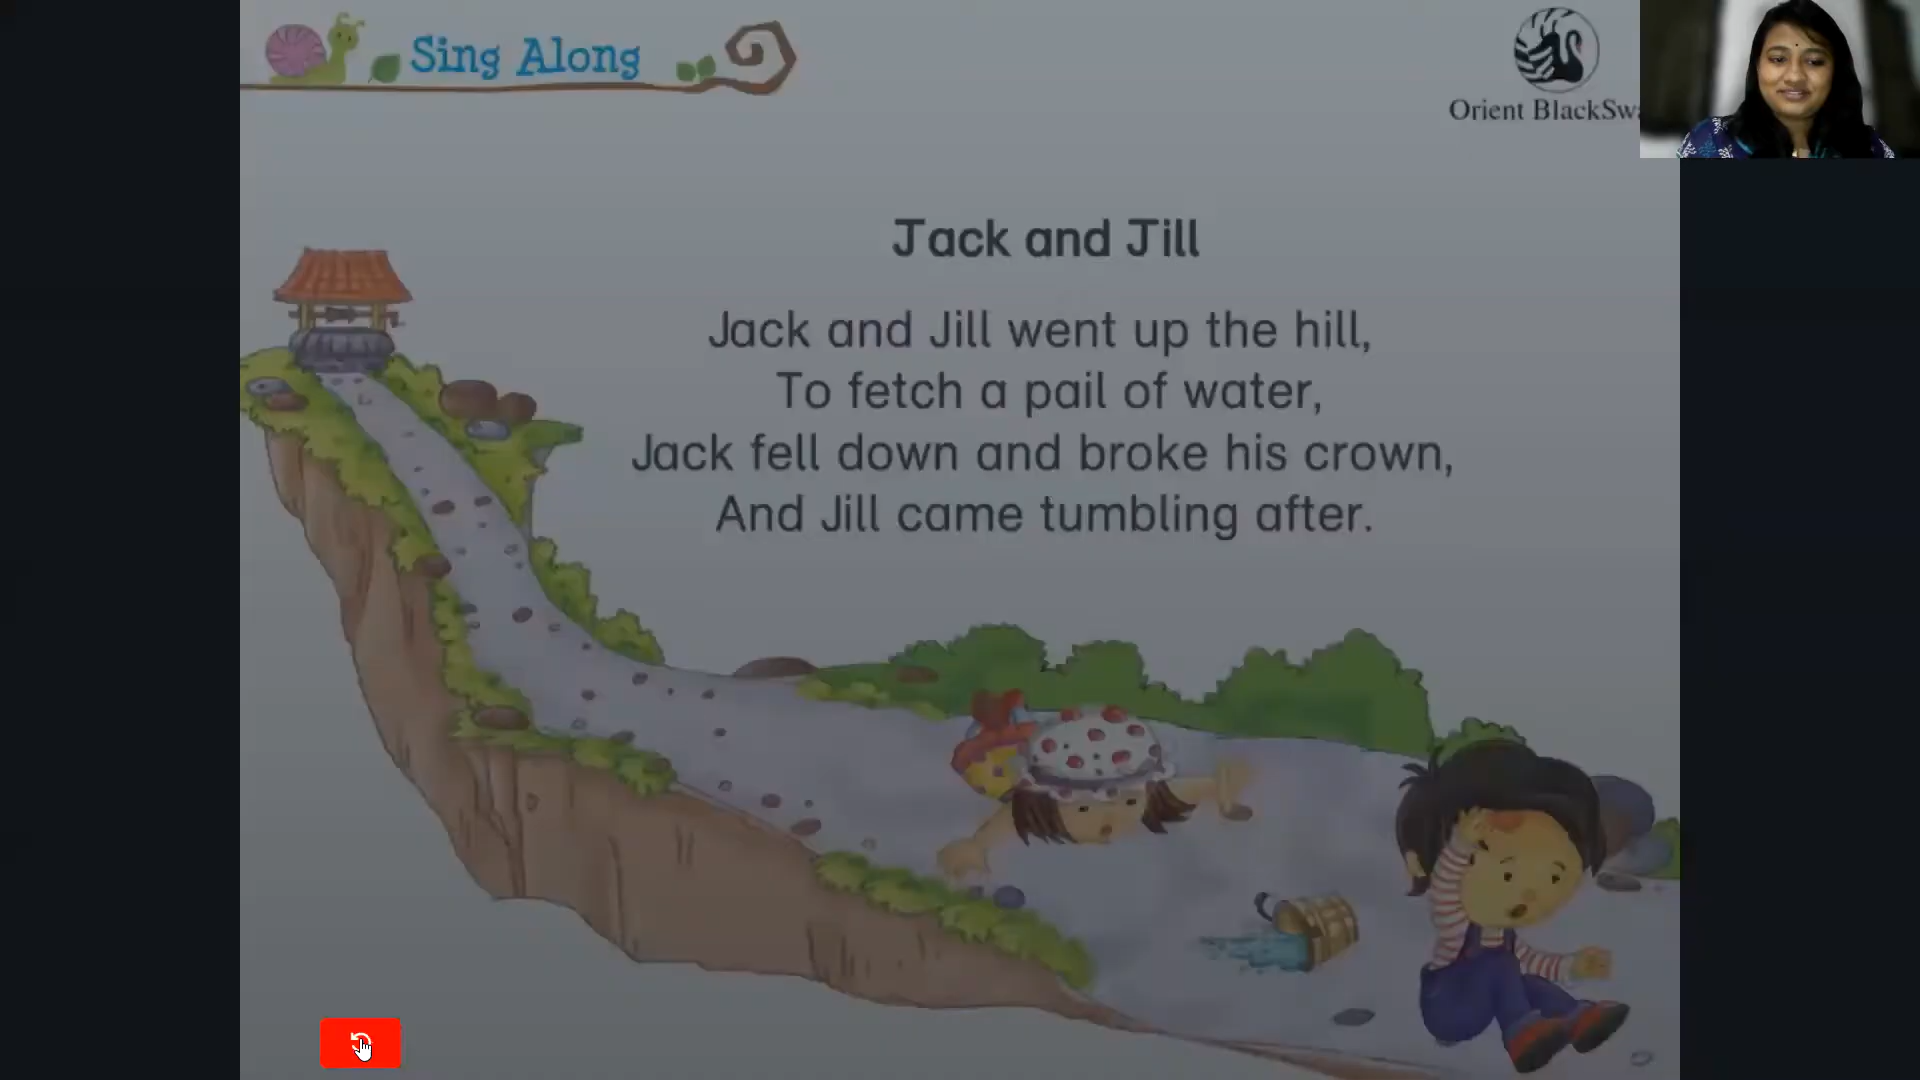 Sing Along
Orient BlackSw
Jack and Jill
Jack and Jill went up the hill,
To fetch a pail of water,
Jack fell down and broke his crown,
And Jill came tumbling after.